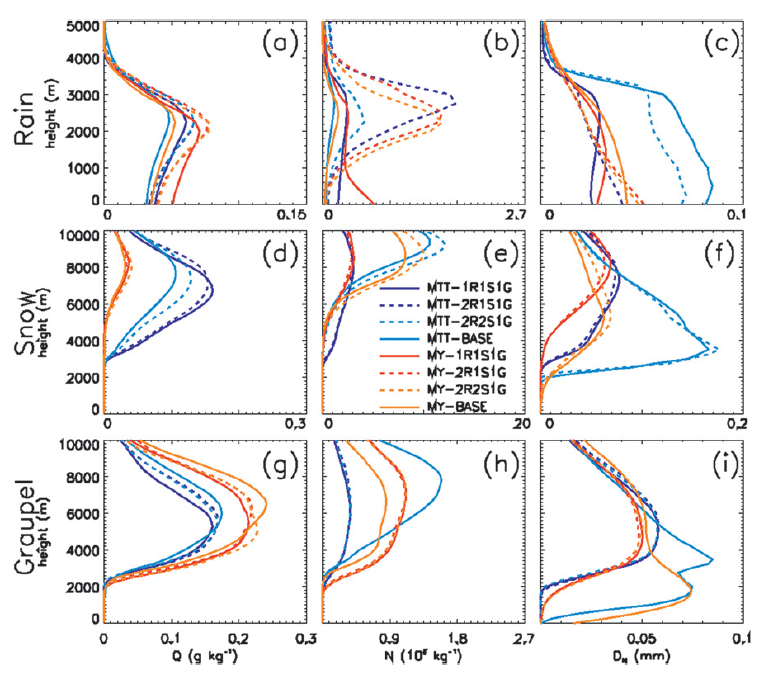 (a) (b) (c)
Rain
height (m)
5000
4000
3000
2000
1000
0
0 0.15 0 2.7 0 0.1
(d) (e) (f)
Snow
height (m)
10000
8000
6000
4000
2000
0
MTT-1R1S1G
MTT-2R1S1G
MTT-2R2S1G
MTT-BASE
MY-1R1S1G
MY-2R1S1G
MY-2R2S1G
MY-BASE
0 0.3 0 20 0 0.2
(g) (h) (i)
Graupel
height (m)
10000
8000
6000
4000
2000
0
0 0.1 0.2 0.3 0 0.9 1.8 2.7 0 0.05 0.1
Q (g kg⁻¹) N (10⁵ kg⁻¹)